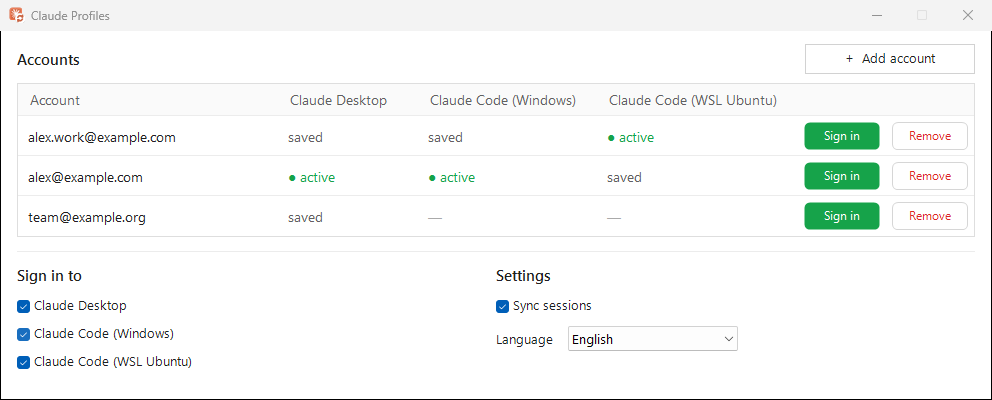 Claude Profiles
Accounts
+ Add account
Account Claude Desktop Claude Code (Windows) Claude Code (WSL Ubuntu)
alex.work@example.com saved saved ● active Sign in Remove
alex@example.com ● active ● active saved Sign in Remove
team@example.org saved — — Sign in Remove
Sign in to Settings
Claude Desktop Sync sessions
Claude Code (Windows)
Language English
Claude Code (WSL Ubuntu)